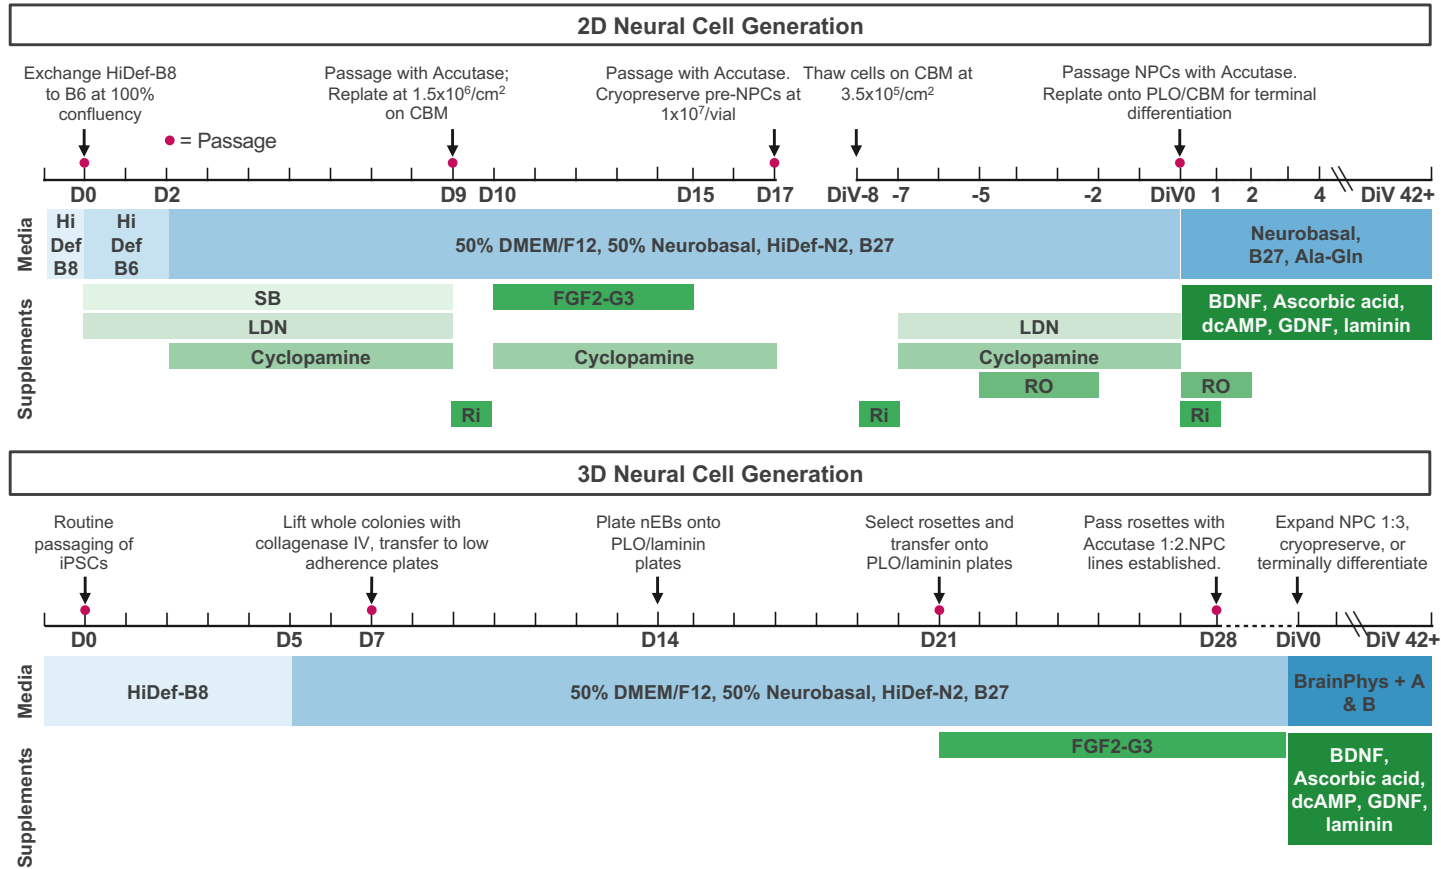 2D Neural Cell Generation
Exchange HiDef-B8
to B6 at 100%
confluency
Passage with Accutase;
Replate at 1.5x10⁶/cm²
on CBM
Passage with Accutase.
Cryopreserve pre-NPCs at
1x10⁷/vial
Thaw cells on CBM at
3.5x10⁵/cm²
Passage NPCs with Accutase.
Replate onto PLO/CBM for terminal
differentiation
= Passage
D0 D2 D9 D10 D15 D17 DiV-8 -7 -5 -2 DiV0 1 2 4 DiV 42+
Media
Hi
Def
B8
Hi
Def
B6
50% DMEM/F12, 50% Neurobasal, HiDef-N2, B27
Neurobasal,
B27, Ala-Gln
Supplements
SB
FGF2-G3
BDNF, Ascorbic acid,
dcAMP, GDNF, laminin
LDN
LDN
Cyclopamine
Cyclopamine
Cyclopamine
RO
RO
Ri
Ri
Ri
3D Neural Cell Generation
Routine
passaging of
iPSCs
Lift whole colonies with
collagenase IV, transfer to low
adherence plates
Plate nEBs onto
PLO/laminin
plates
Select rosettes and
transfer onto
PLO/laminin plates
Pass rosettes with
Accutase 1:2.NPC
lines established.
Expand NPC 1:3,
cryopreserve, or
terminally differentiate
D0 D5 D7 D14 D21 D28 DiV0 DiV 42+
Media
HiDef-B8
50% DMEM/F12, 50% Neurobasal, HiDef-N2, B27
BrainPhys + A
& B
Supplements
FGF2-G3
BDNF,
Ascorbic acid,
dcAMP, GDNF,
laminin